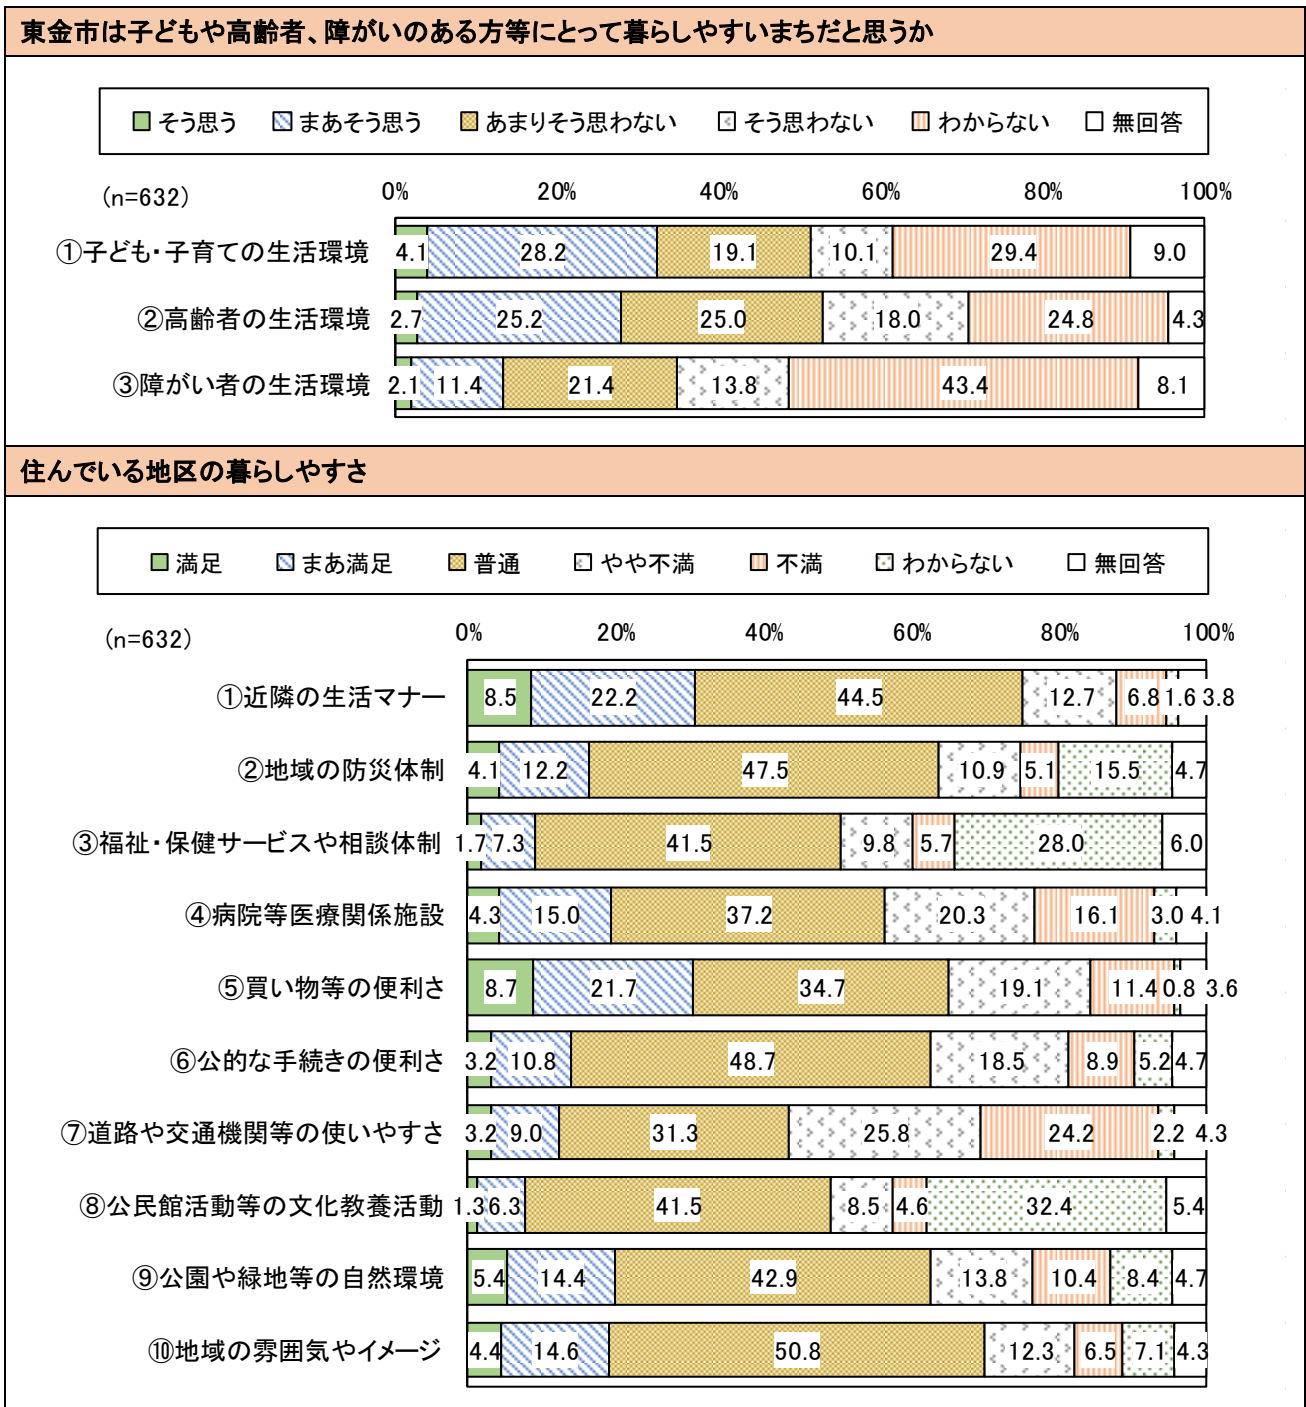 東金市は子どもや高齢者、障がいのある方等にとって暮らしやすいまちだと思うか
そう思う まあそう思う あまりそう思わない そう思わない わからない 無回答
(n=632) 0% 20% 40% 60% 80% 100%
①子ども・子育ての生活環境 4.1 28.2 19.1 10.1 29.4 9.0
②高齢者の生活環境 2.7 25.2 25.0 18.0 24.8 4.3
③障がい者の生活環境 2.1 11.4 21.4 13.8 43.4 8.1
住んでいる地区の暮らしやすさ
満足 まあ満足 普通 やや不満 不満 わからない 無回答
(n=632) 0% 20% 40% 60% 80% 100%
①近隣の生活マナー 8.5 22.2 44.5 12.7 6.8 1.6 3.8
②地域の防災体制 4.1 12.2 47.5 10.9 5.1 15.5 4.7
③福祉・保健サービスや相談体制 1.7 7.3 41.5 9.8 5.7 28.0 6.0
④病院等医療関係施設 4.3 15.0 37.2 20.3 16.1 3.0 4.1
⑤買い物等の便利さ 8.7 21.7 34.7 19.1 11.4 0.8 3.6
⑥公的な手続きの便利さ 3.2 10.8 48.7 18.5 8.9 5.2 4.7
⑦道路や交通機関等の使いやすさ 3.2 9.0 31.3 25.8 24.2 2.2 4.3
⑧公民館活動等の文化教養活動 1.3 6.3 41.5 8.5 4.6 32.4 5.4
⑨公園や緑地等の自然環境 5.4 14.4 42.9 13.8 10.4 8.4 4.7
⑩地域の雰囲気やイメージ 4.4 14.6 50.8 12.3 6.5 7.1 4.3